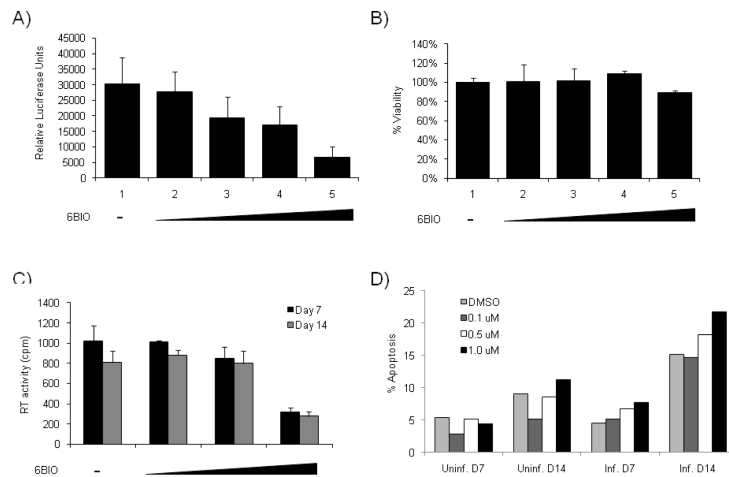 A)
45000
40000
35000
30000
25000
20000
15000
10000
5000
0
Relative Luciferase Units
1 2 3 4 5
6BIO -
B)
140%
120%
100%
80%
60%
40%
20%
0%
% Viability
1 2 3 4 5
6BIO -
C)
1400
1200
1000
800
600
400
200
0
RT activity (cpm)
Day 7
Day 14
6BIO -
D)
25
20
15
10
5
0
% Apoptosis
DMSO
0.1 uM
0.5 uM
1.0 uM
Uninf. D7 Uninf. D14 Inf. D7 Inf. D14